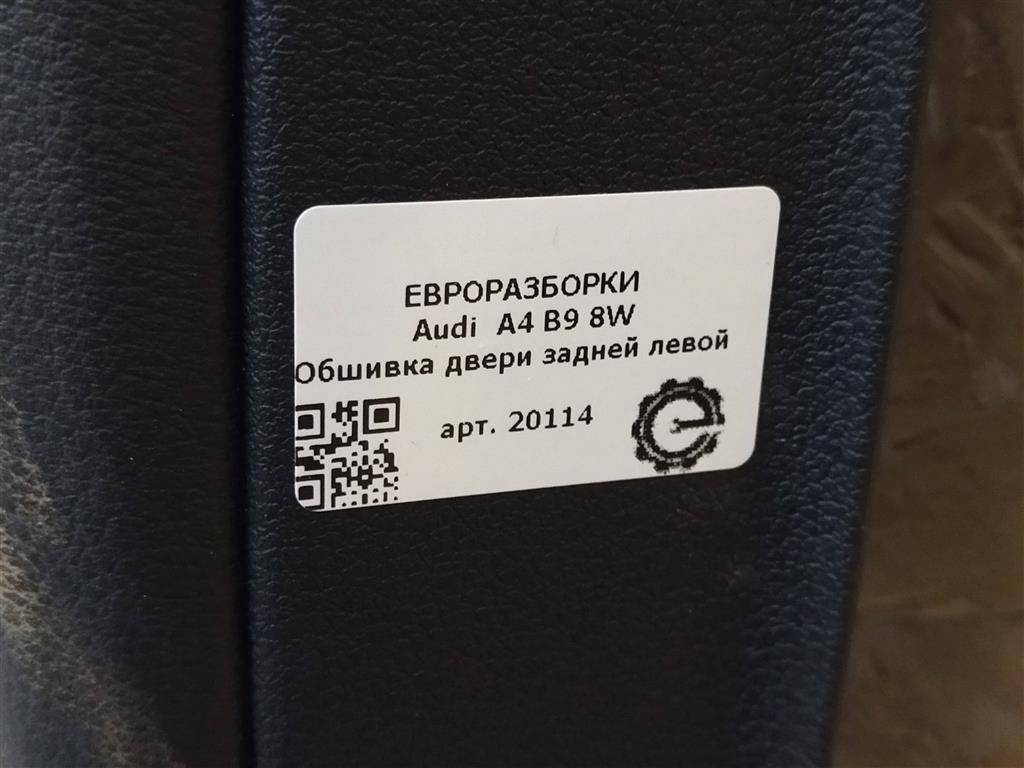 ЕВРОРАЗБОРКИ
Audi A4 B9 8W
Обшивка двери задней левой
арт. 20114